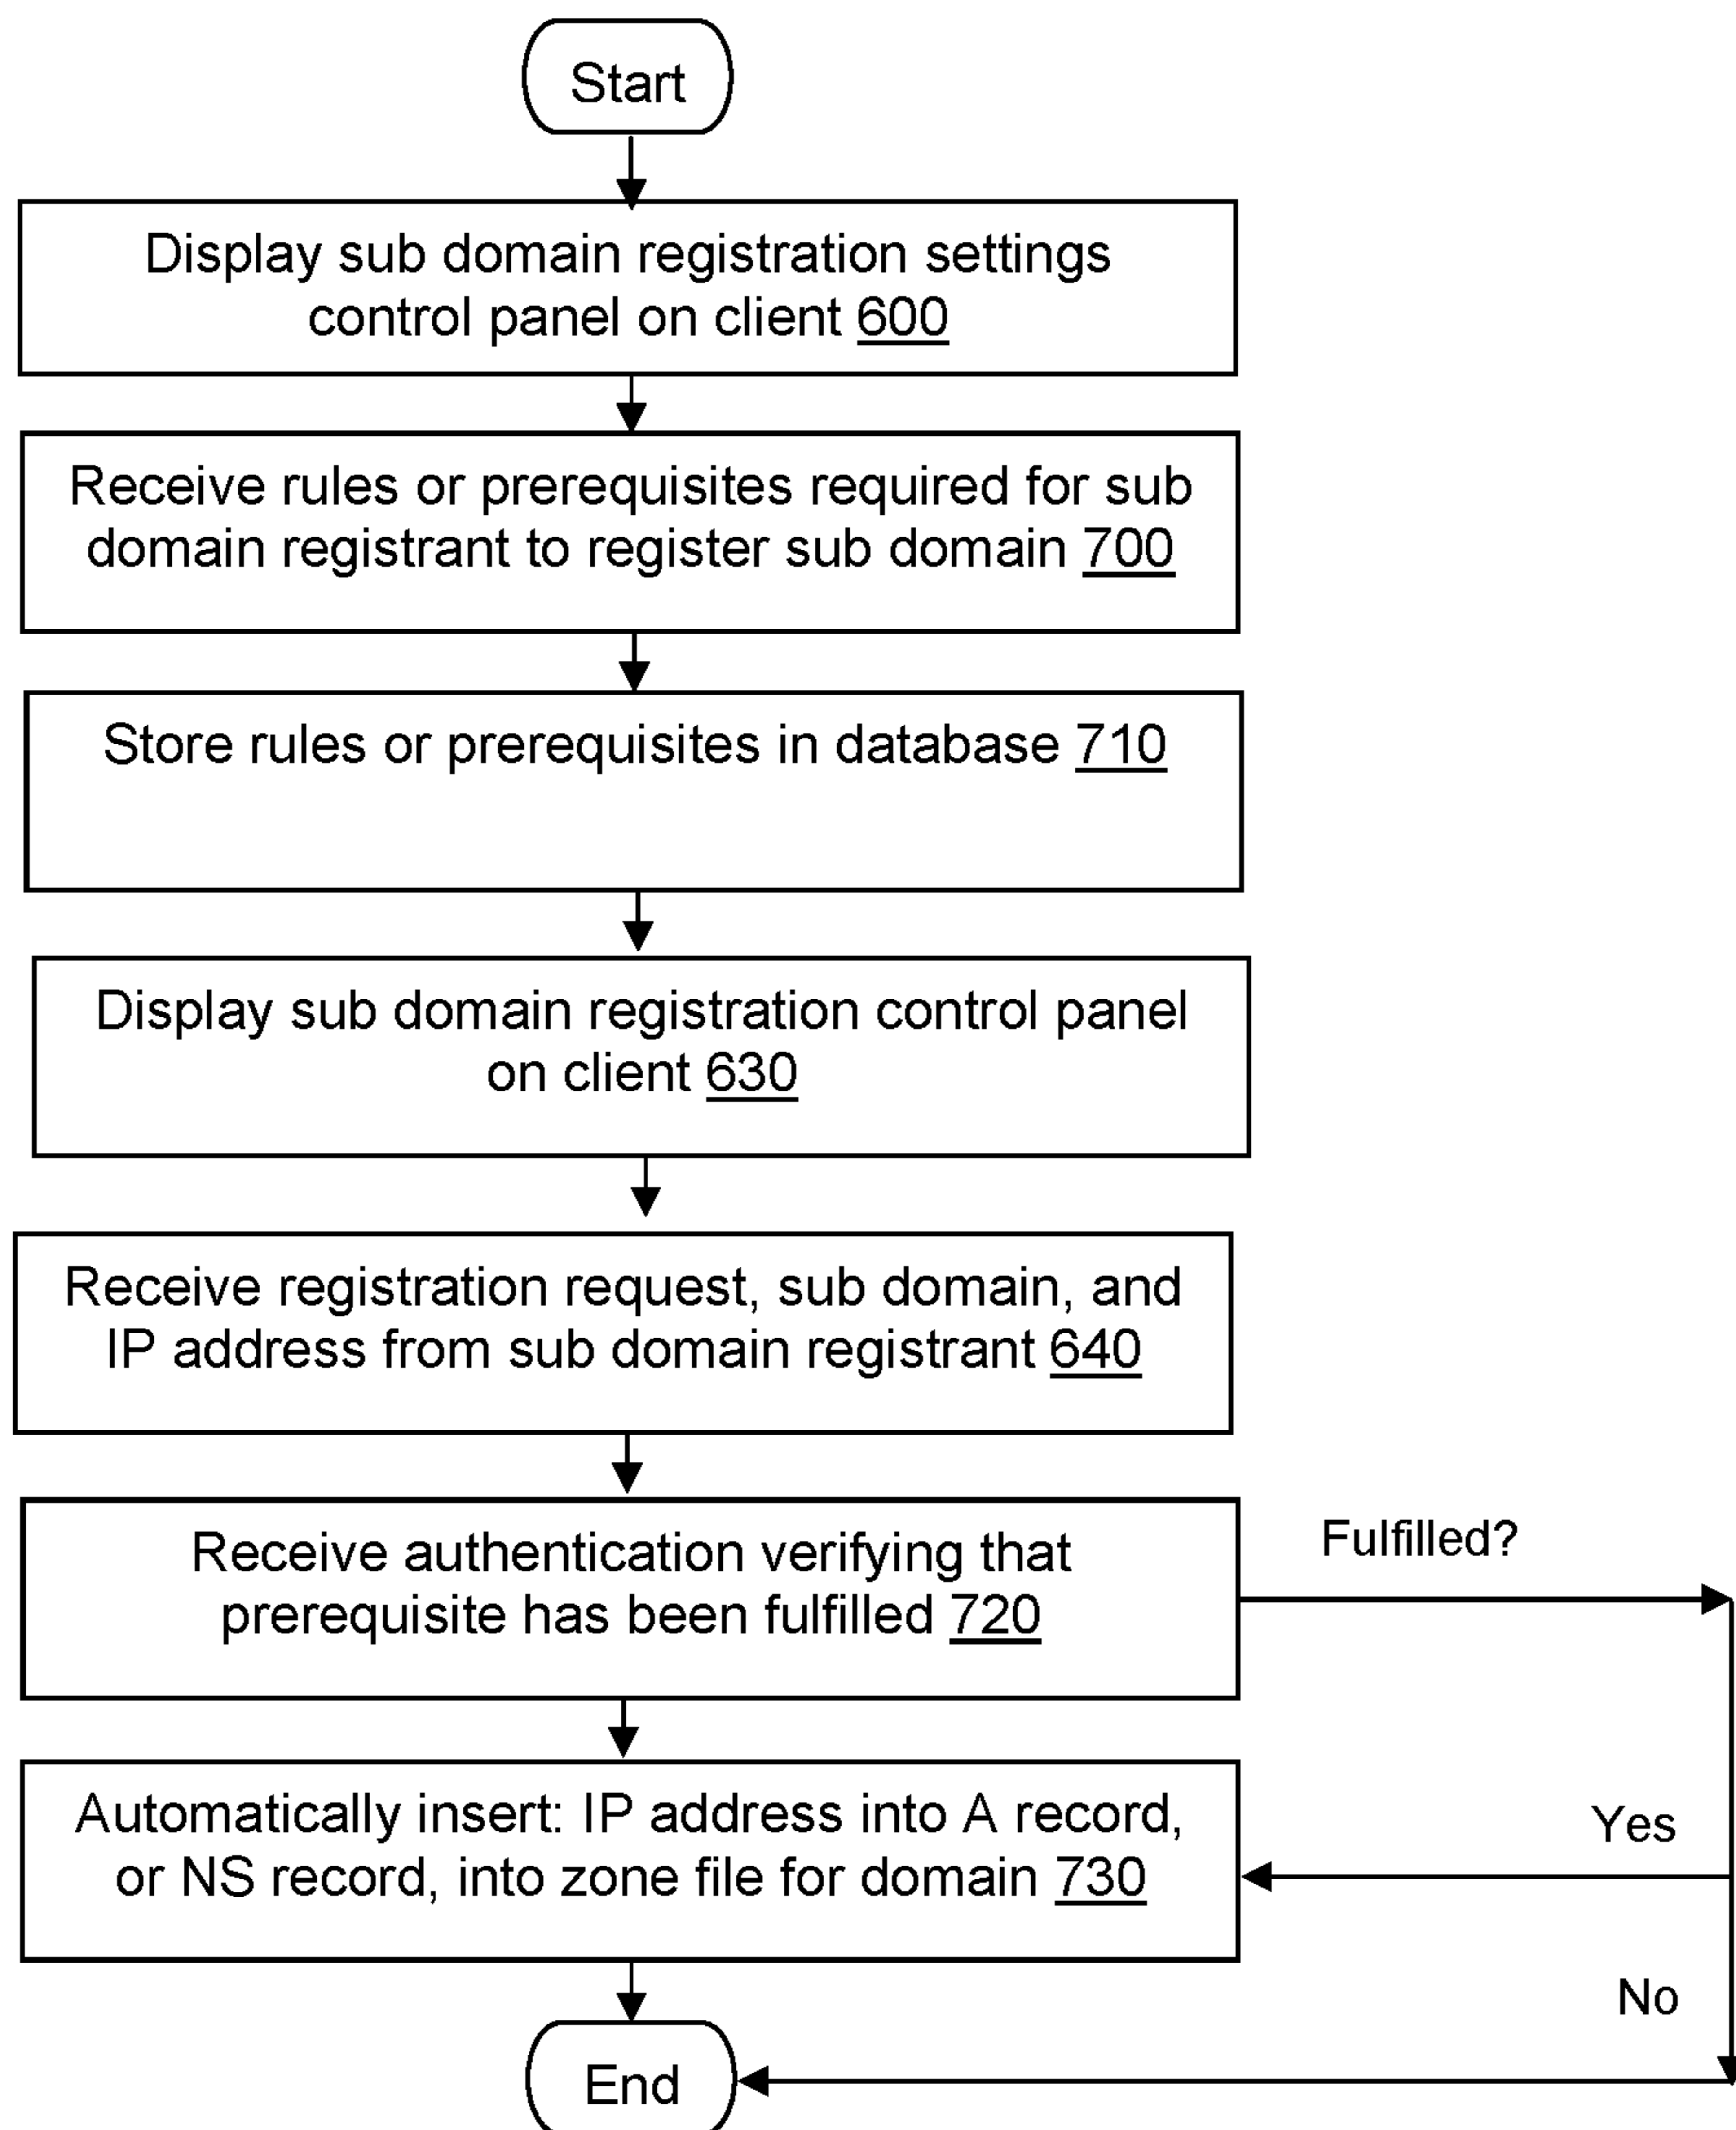 Start
Display sub domain registration settings
control panel on client 600
Receive rules or prerequisites required for sub
domain registrant to register sub domain 700
Store rules or prerequisites in database 710
Display sub domain registration control panel
on client 630
Receive registration request, sub domain, and
IP address from sub domain registrant 640
Receive authentication verifying that
prerequisite has been fulfilled 720
Fulfilled?
Automatically insert: IP address into A record,
or NS record, into zone file for domain 730
Yes
No
End